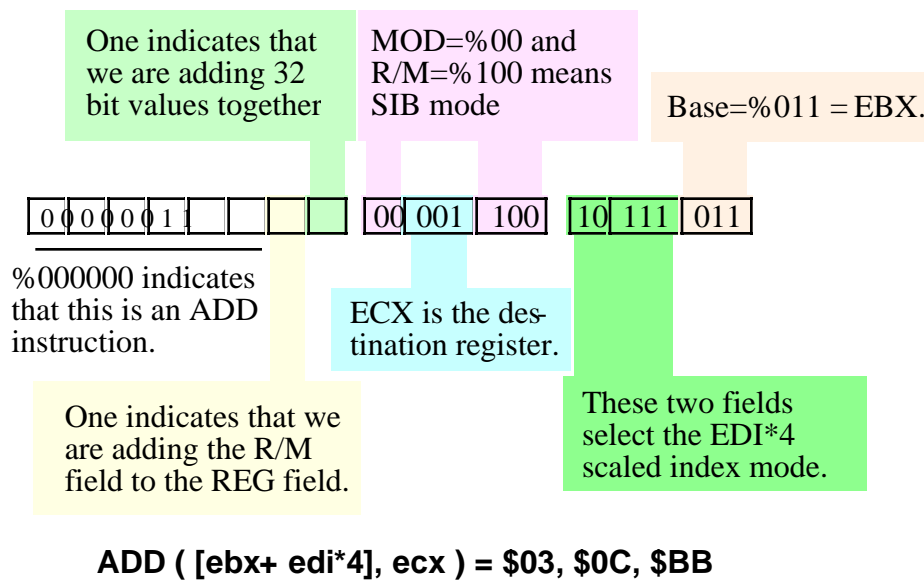 One indicates that
we are adding 32
bit values together
MOD=%00 and
R/M=%100 means
SIB mode
Base=%011 = EBX.
0 0 0 0 0 0 1 1 00 001 100 10 111 011
%000000 indicates
that this is an ADD
instruction.
ECX is the des-
tination register.
One indicates that we
are adding the R/M
field to the REG field.
These two fields
select the EDI*4
scaled index mode.
ADD ( [ebx+ edi*4], ecx ) = $03, $0C, $BB